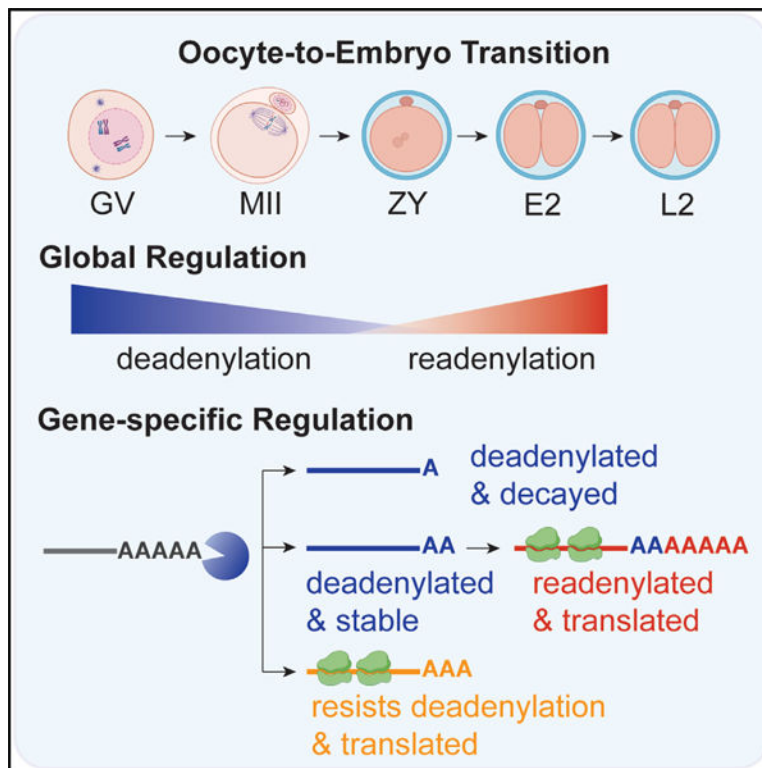 Oocyte-to-Embryo Transition
GV
MII
ZY
E2
L2
Global Regulation
deadenylation
readenylation
Gene-specific Regulation
A
deadenylated
& decayed
AAAAA
AA
AAAAAAA
deadenylated
& stable
readenylated
& translated
AAA
resists deadenylation
& translated